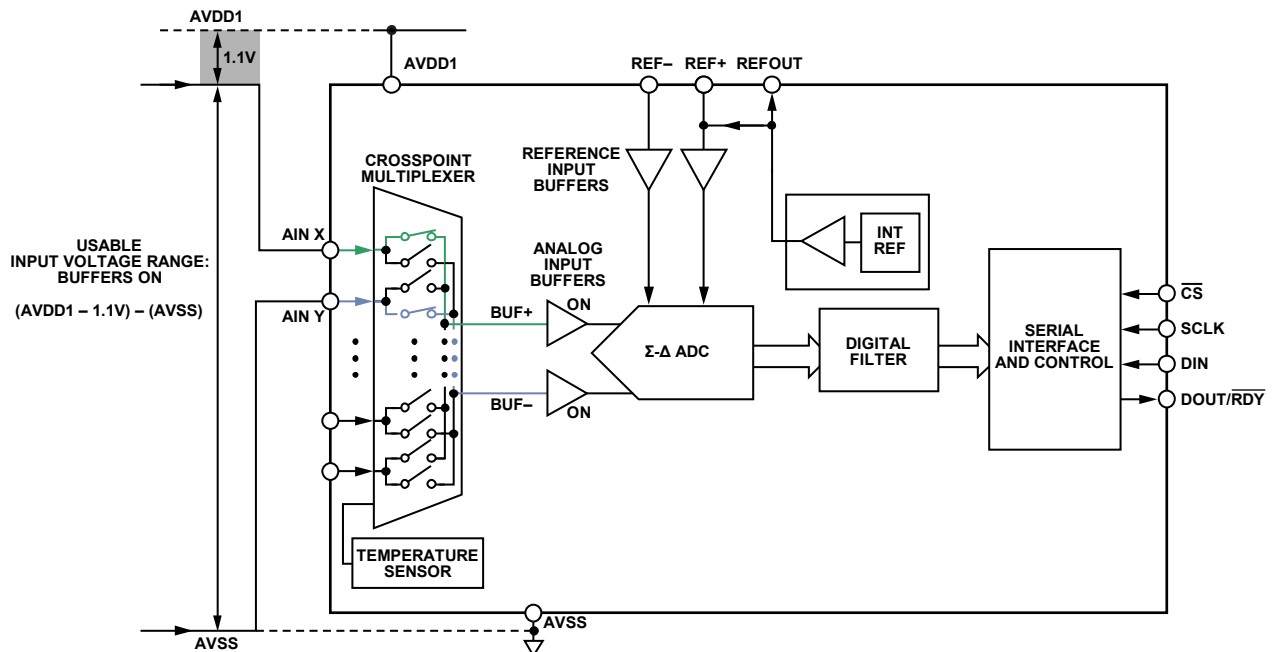 AVDD1
1.1V
AVDD1
REF–
REF+
REFOUT
CROSSPOINT
MULTIPLEXER
REFERENCE
INPUT
BUFFERS
INT
REF
USABLE
INPUT VOLTAGE RANGE:
BUFFERS ON
(AVDD1 – 1.1V) – (AVSS)
AIN X
AIN Y
ANALOG
INPUT
BUFFERS
BUF+
ON
BUF–
ON
Σ-Δ ADC
DIGITAL
FILTER
SERIAL
INTERFACE
AND CONTROL
CS
SCLK
DIN
DOUT/RDY
TEMPERATURE
SENSOR
AVSS
AVSS